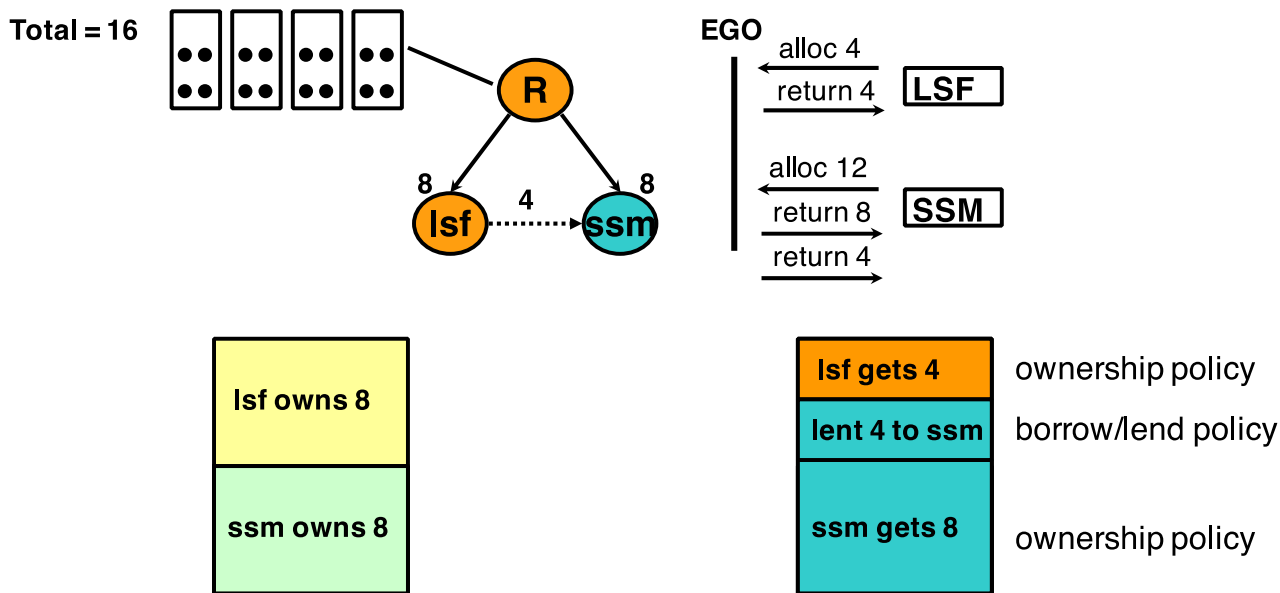 Total = 16
R
8
8
4
lsf
ssm
EGO
alloc 4
return 4
LSF
alloc 12
return 8
return 4
SSM
lsf owns 8
ssm owns 8
lsf gets 4
ownership policy
lent 4 to ssm
borrow/lend policy
ssm gets 8
ownership policy